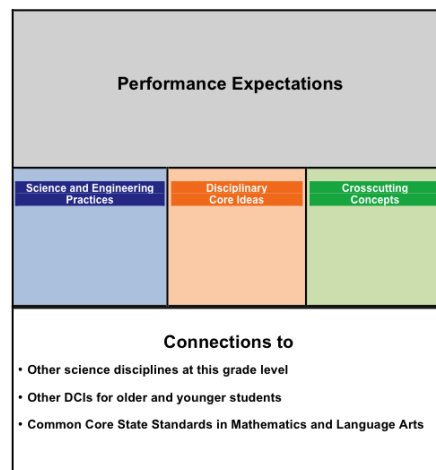 Performance Expectations
Science and Engineering
Practices
Disciplinary
Core Ideas
Crosscutting
Concepts
Connections to
• Other science disciplines at this grade level
• Other DCIs for older and younger students
• Common Core State Standards in Mathematics and Language Arts